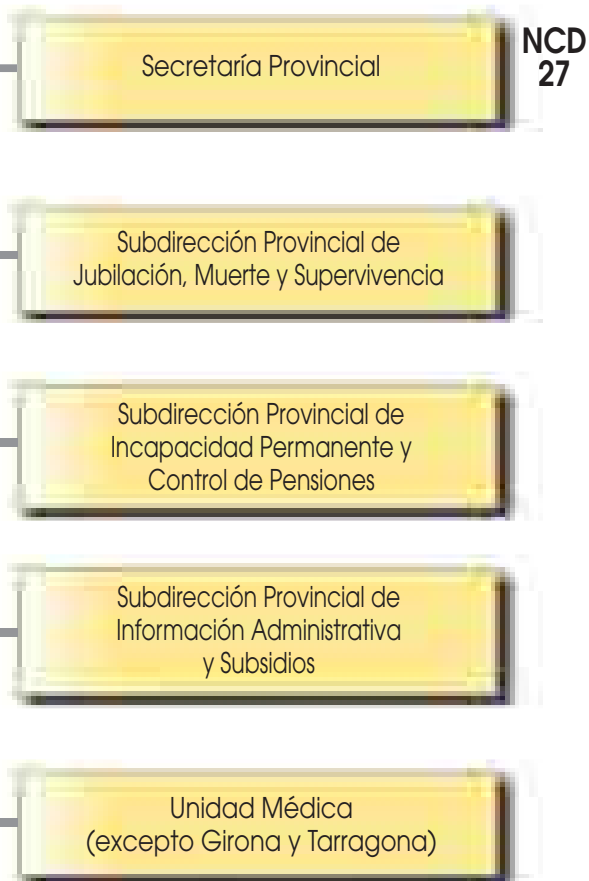 Secretaría Provincial
NCD
27
Subdirección Provincial de
Jubilación, Muerte y Supervivencia
Subdirección Provincial de
Incapacidad Permanente y
Control de Pensiones
Subdirección Provincial de
Información Administrativa
y Subsidios
Unidad Médica
(excepto Girona y Tarragona)